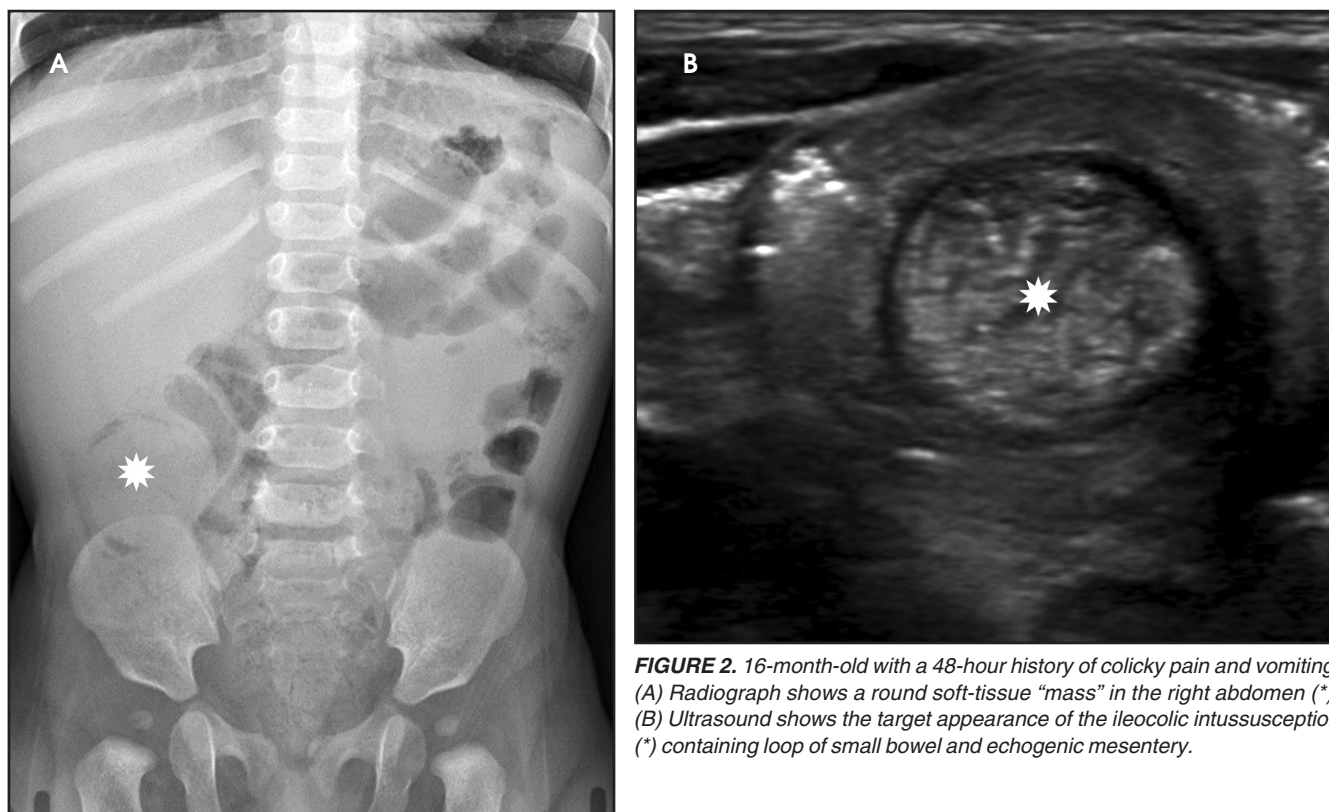 A
B
FIGURE 2. 16-month-old with a 48-hour history of colicky pain and vomiting
(A) Radiograph shows a round soft-tissue “mass” in the right abdomen (*)
(B) Ultrasound shows the target appearance of the ileocolic intussusceptio
(*) containing loop of small bowel and echogenic mesentery.